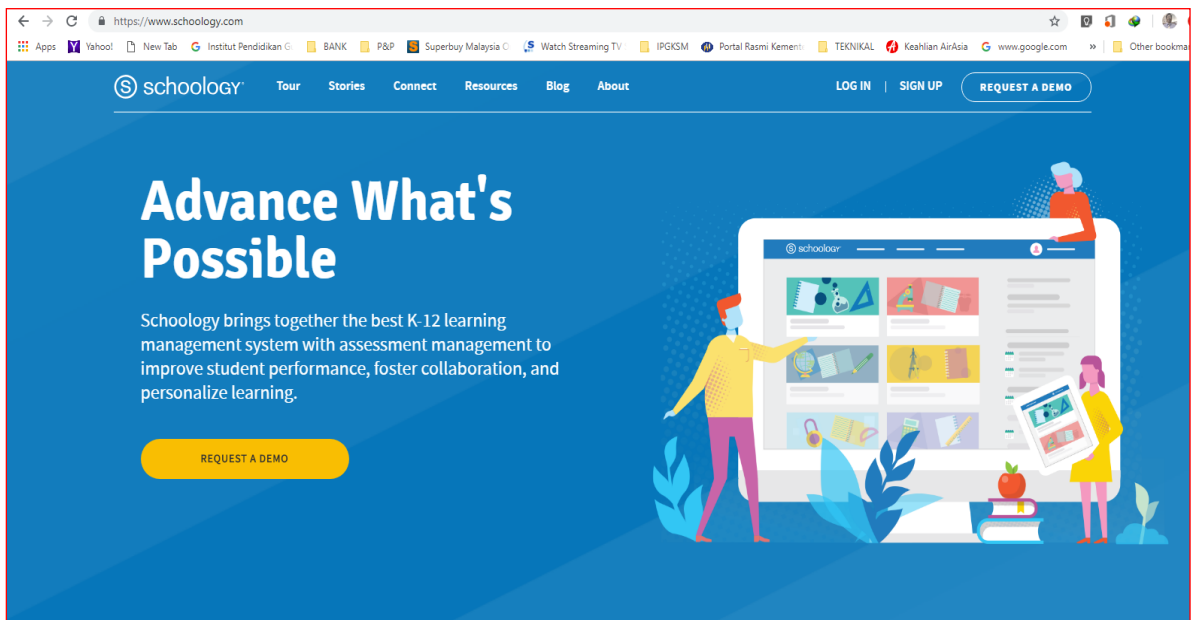 https://www.schoology.com
Apps Yahoo! New Tab Institut Pendidikan G BANK P&P Superbuy Malaysia O Watch Streaming TV IPGKSM Portal Rasmi Kement TEKNIKAL Keahlian AirAsia www.google.com » Other bookma
S schoology Tour Stories Connect Resources Blog About LOG IN | SIGN UP REQUEST A DEMO
Advance What's
Possible
Schoology brings together the best K-12 learning
management system with assessment management to
improve student performance, foster collaboration, and
personalize learning.
REQUEST A DEMO
S schoology